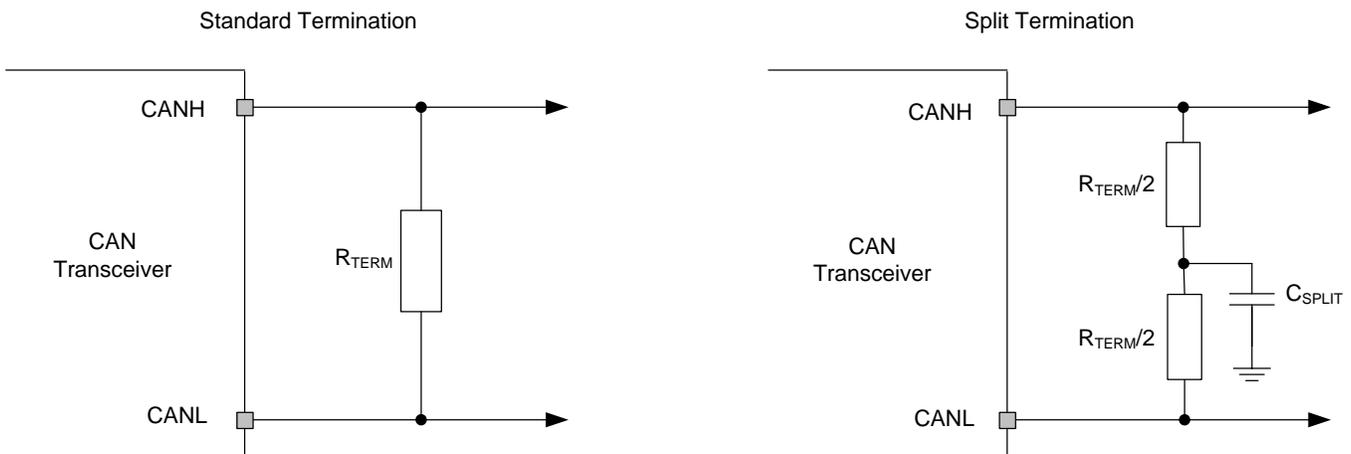 Standard Termination
CANH
CAN
Transceiver
R_TERM
CANL
Split Termination
CANH
R_TERM/2
CAN
Transceiver
C_SPLIT
R_TERM/2
CANL